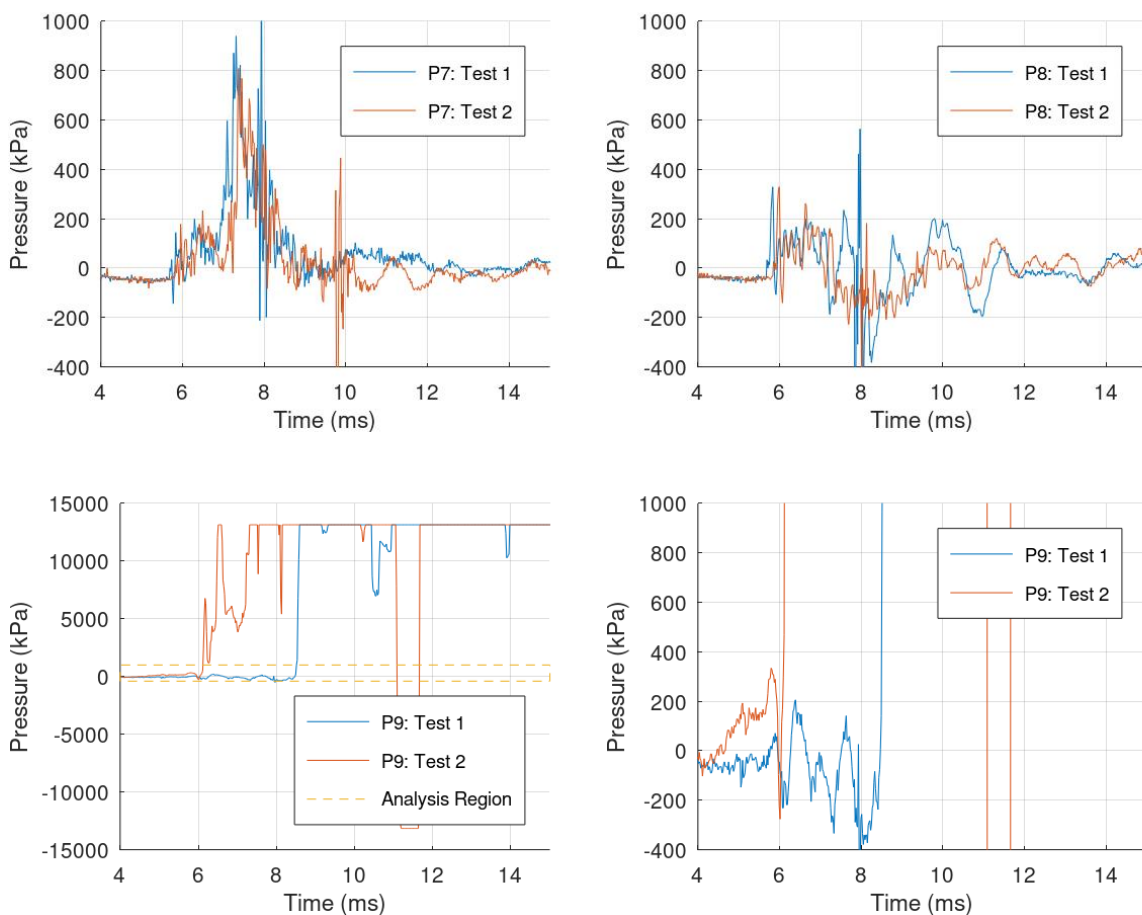 1000
800
600
400
200
0
-200
-400
4 6 8 10 12 14
Time (ms)
Pressure (kPa)
P7: Test 1
P7: Test 2
1000
800
600
400
200
0
-200
-400
4 6 8 10 12 14
Time (ms)
Pressure (kPa)
P8: Test 1
P8: Test 2
15000
10000
5000
0
-5000
-10000
-15000
4 6 8 10 12 14
Time (ms)
Pressure (kPa)
P9: Test 1
P9: Test 2
Analysis Region
1000
800
600
400
200
0
-200
-400
4 6 8 10 12 14
Time (ms)
Pressure (kPa)
P9: Test 1
P9: Test 2